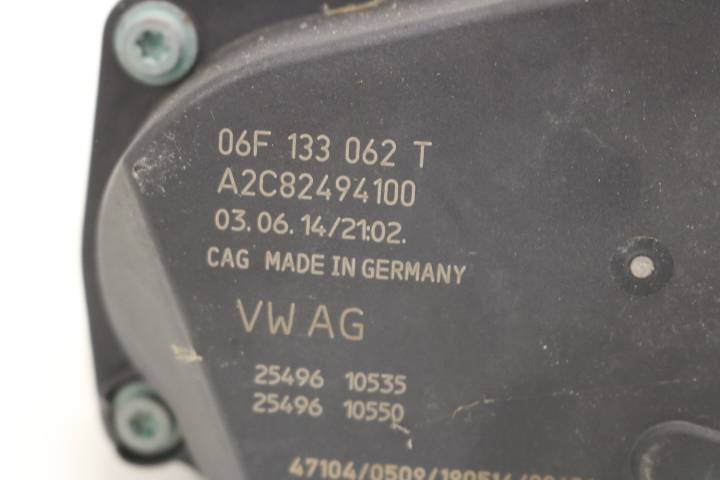 06F 133 062 T
A2C82494100
03.06.14/21:02.
CAG MADE IN GERMANY
VW AG
25496 10535
25496 10550